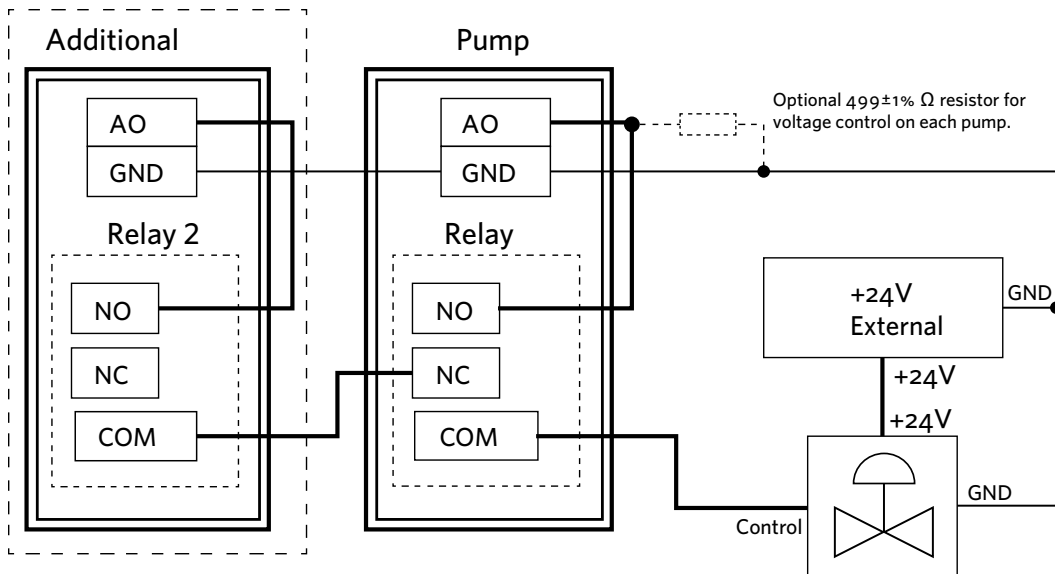 Additional
Pump
AO
GND
Relay 2
NO
NC
COM
AO
GND
Relay
NO
NC
COM
Optional 499±1% Ω resistor for
voltage control on each pump.
+24V
External
GND
+24V
+24V
GND
Control